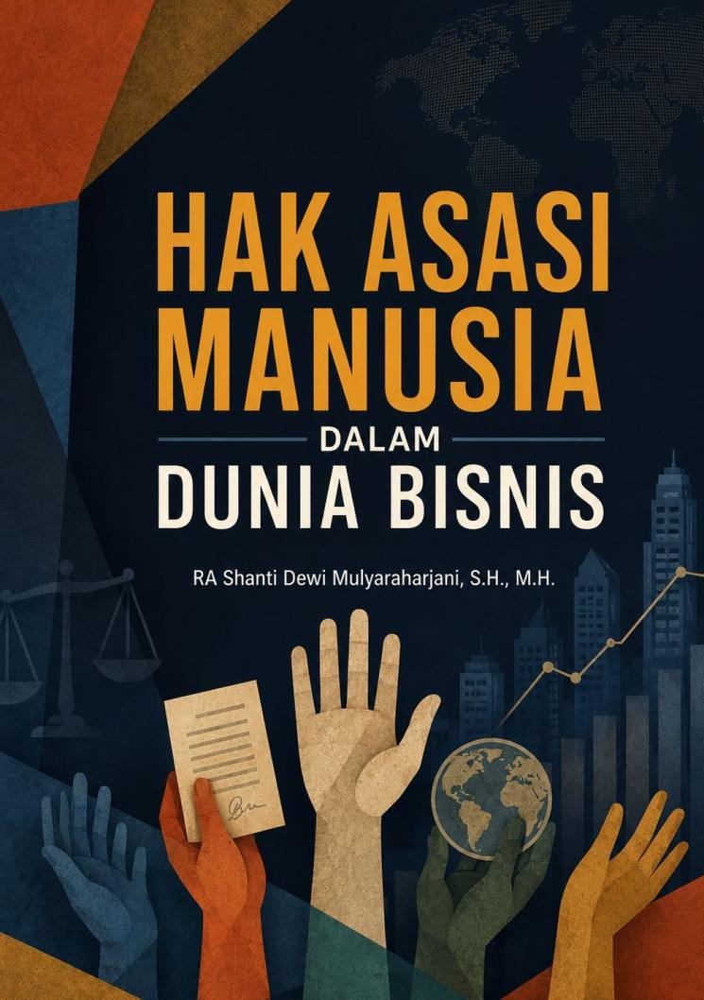 HAK ASASI
MANUSIA
DALAM
DUNIA BISNIS
RA Shanti Dewi Mulyaraharjani, S.H., M.H.